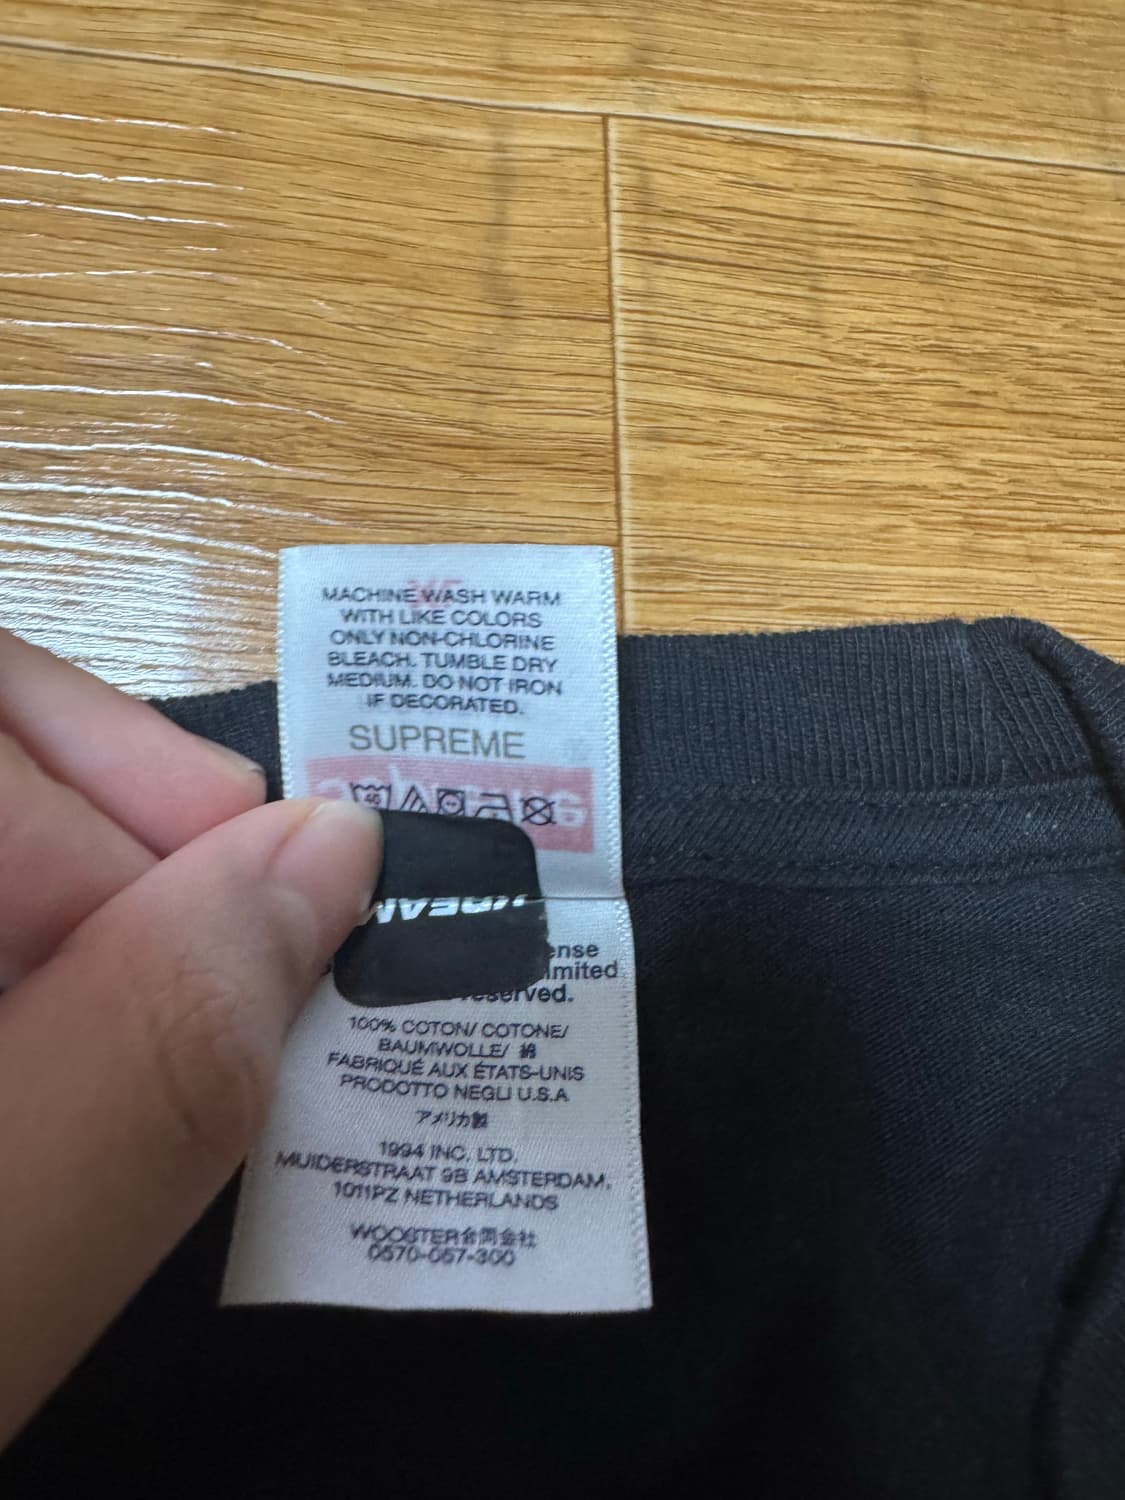 MACHINE WASH WARM
WITH LIKE COLORS
ONLY NON-CHLORINE
BLEACH. TUMBLE DRY
MEDIUM. DO NOT IRON
IF DECORATED.
SUPREME
40
ense
imited
reserved.
100% COTON/ COTONE/
BAUMWOLLE/ 綿
FABRIQUÉ AUX ÉTATS-UNIS
PRODOTTO NEGLI U.S.A
アメリカ製
1994 INC. LTD.
MUIDERSTRAAT 9B AMSTERDAM,
1011PZ NETHERLANDS
WOOSTER合同会社
0570-057-300